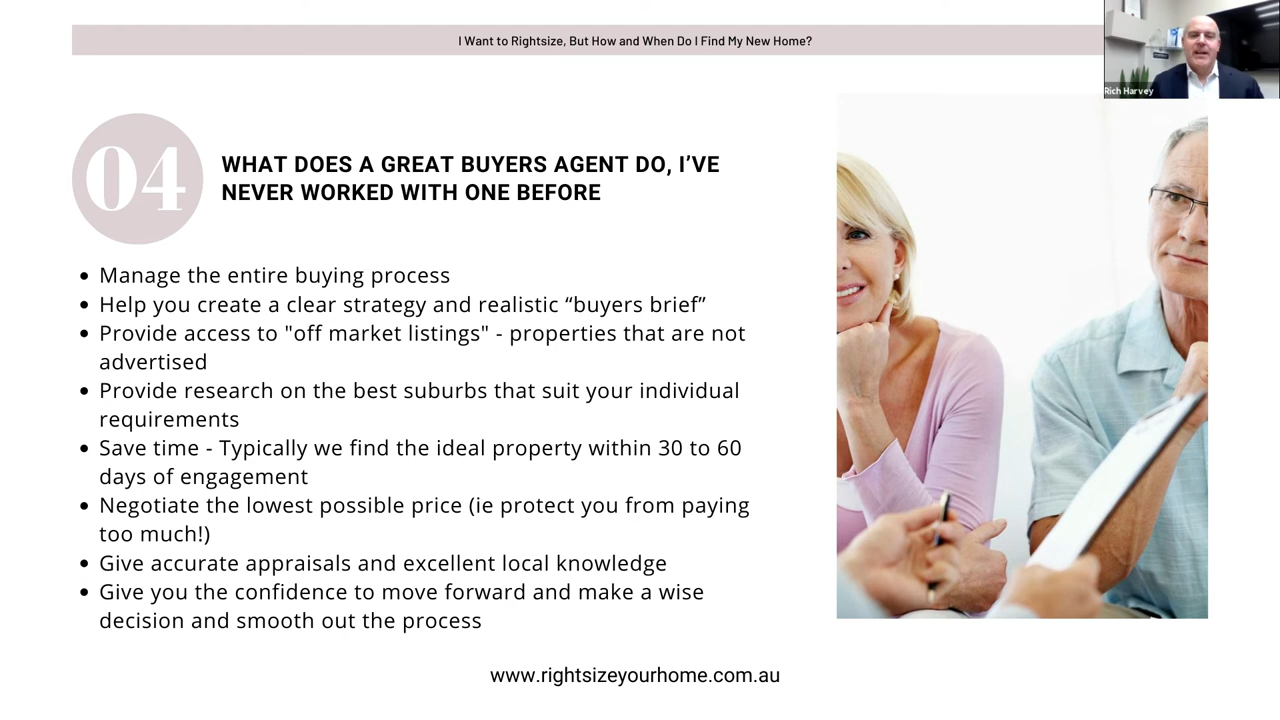 I Want to Rightsize, But How and When Do I Find My New Home?
Rich Harvey
04
WHAT DOES A GREAT BUYERS AGENT DO, I’VE
NEVER WORKED WITH ONE BEFORE
• Manage the entire buying process
• Help you create a clear strategy and realistic “buyers brief”
• Provide access to "off market listings" - properties that are not
advertised
• Provide research on the best suburbs that suit your individual
requirements
• Save time - Typically we find the ideal property within 30 to 60
days of engagement
• Negotiate the lowest possible price (ie protect you from paying
too much!)
• Give accurate appraisals and excellent local knowledge
• Give you the confidence to move forward and make a wise
decision and smooth out the process
www.rightsizeyourhome.com.au